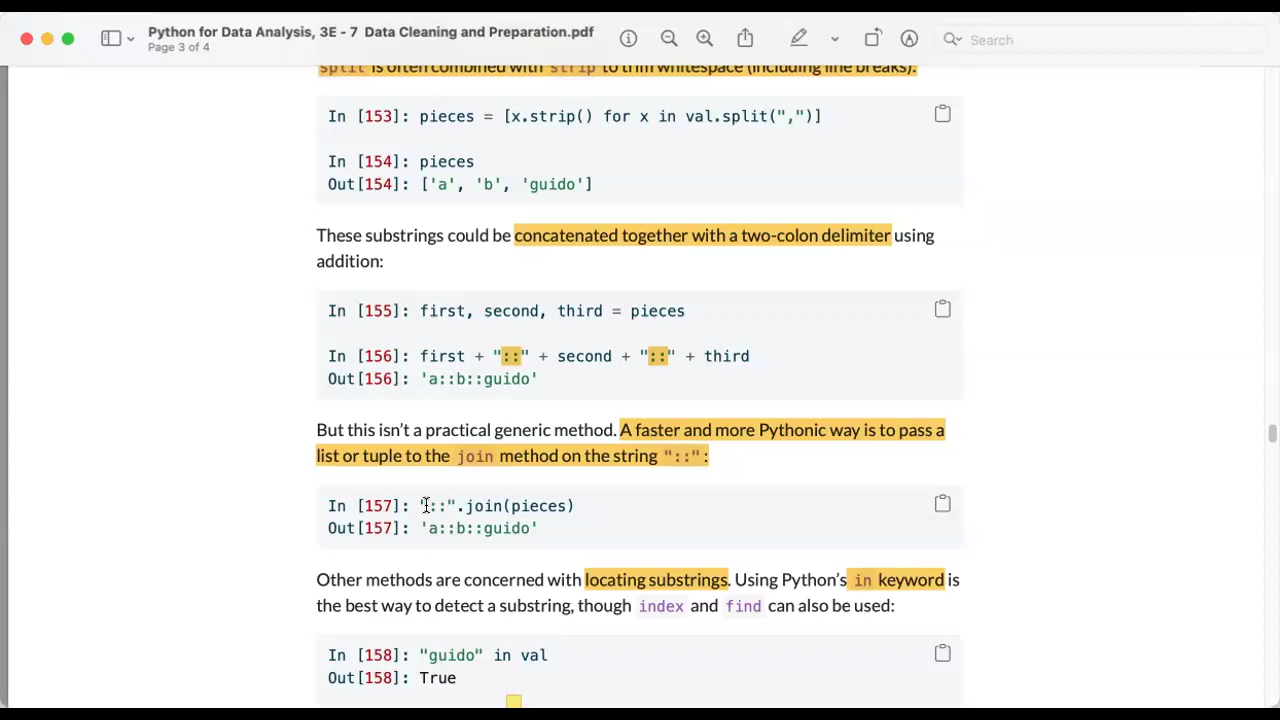 Python for Data Analysis, 3E - 7 Data Cleaning and Preparation.pdf
Page 3 of 4
Search
split is often combined with strip to trim whitespace (including line breaks):
In [153]: pieces = [x.strip() for x in val.split(",")]
In [154]: pieces
Out[154]: ['a', 'b', 'guido']
These substrings could be concatenated together with a two-colon delimiter using
addition:
In [155]: first, second, third = pieces
In [156]: first + "::" + second + "::" + third
Out[156]: 'a::b::guido'
But this isn’t a practical generic method. A faster and more Pythonic way is to pass a
list or tuple to the join method on the string "::":
In [157]: "::".join(pieces)
Out[157]: 'a::b::guido'
Other methods are concerned with locating substrings. Using Python’s in keyword is
the best way to detect a substring, though index and find can also be used:
In [158]: "guido" in val
Out[158]: True